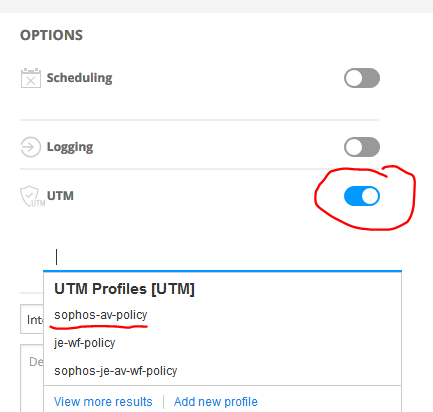 OPTIONS
Scheduling
Logging
UTM
UTM
UTM Profiles [UTM]
sophos-av-policy
Inte
je-wf-policy
De
sophos-je-av-wf-policy
View more results
Add new profile